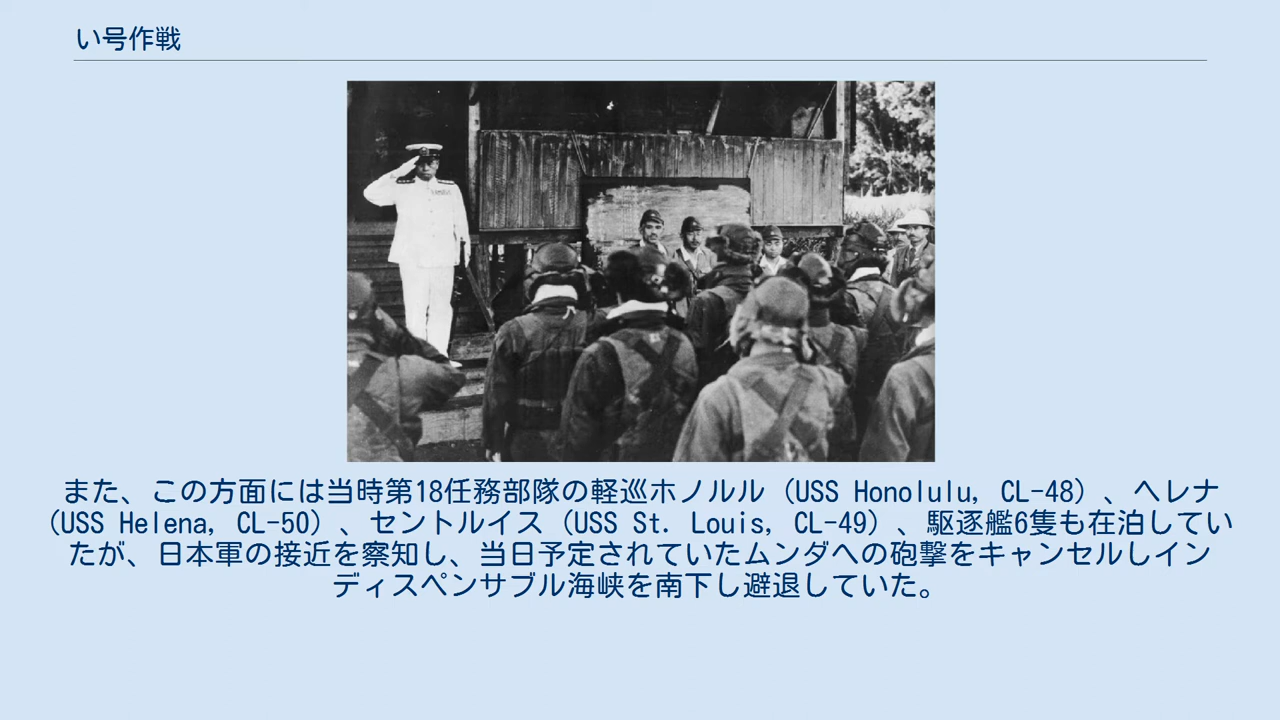 い号作戦
また、この方面には当時第18任務部隊の軽巡ホノルル（USS Honolulu, CL-48）、ヘレナ
（USS Helena, CL-50）、セントルイス（USS St. Louis, CL-49）、駆逐艦6隻も在泊してい
たが、日本軍の接近を察知し、当日予定されていたムンダへの砲撃をキャンセルしイン
ディスペンサブル海峡を南下し避退していた。